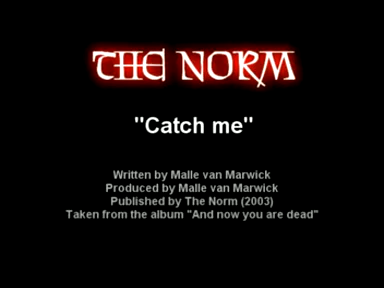 THE NORM
"Catch me"
Written by Malle van Marwick
Produced by Malle van Marwick
Published by The Norm (2003)
Taken from the album "And now you are dead"